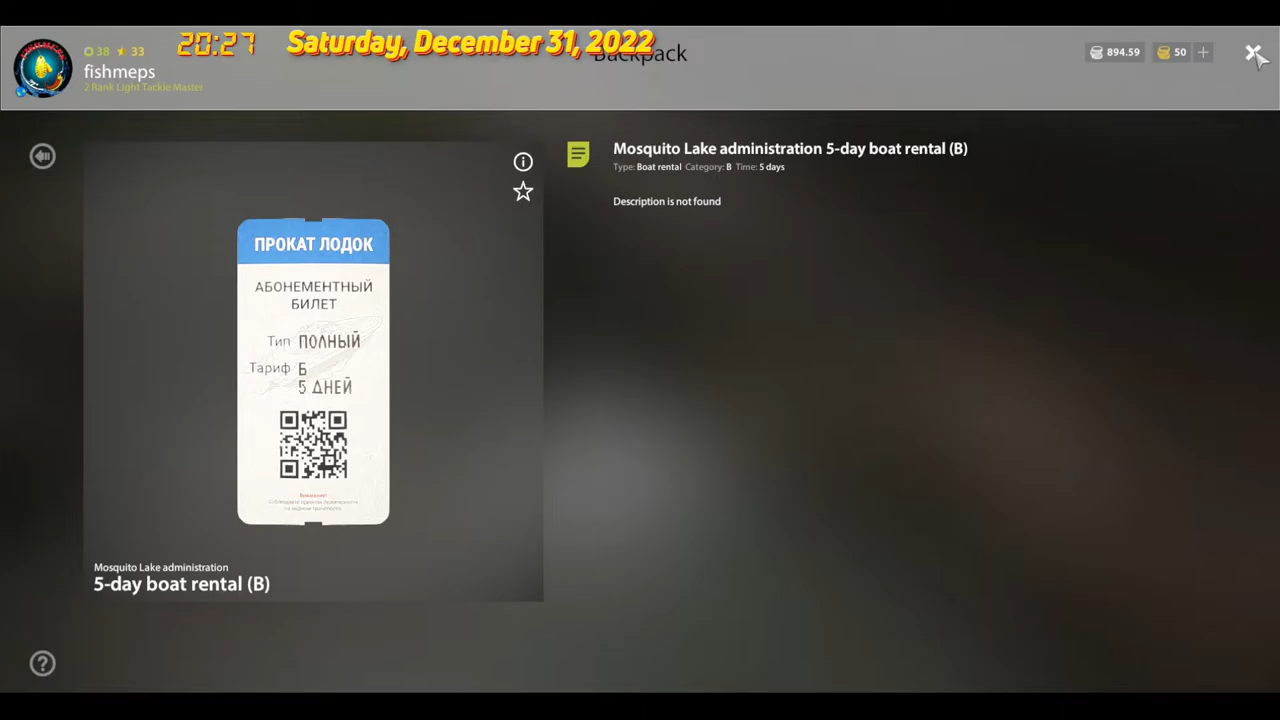 38 33
fishmeps
2 Rank Light Tackle Master
20:27
Saturday, December 31, 2022
Backpack
894.59
50
ПРОКАТ ЛОДОК
АБОНЕМЕНТНЫЙ
БИЛЕТ
Тип ПОЛНЫЙ
Тариф Б
5 ДНЕЙ
Mosquito Lake administration
5-day boat rental (B)
Mosquito Lake administration 5-day boat rental (B)
Type: Boat rental Category: B Time: 5 days
Description is not found